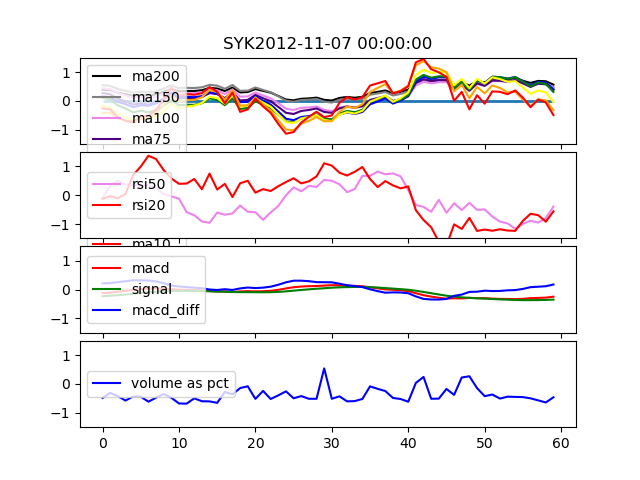 SYK2012-11-07 00:00:00
1
0
−1
ma200
ma150
ma100
ma75
1
0
−1
rsi50
rsi20
ma10
1
0
−1
macd
signal
macd_diff
1
0
−1
volume as pct
0 10 20 30 40 50 60